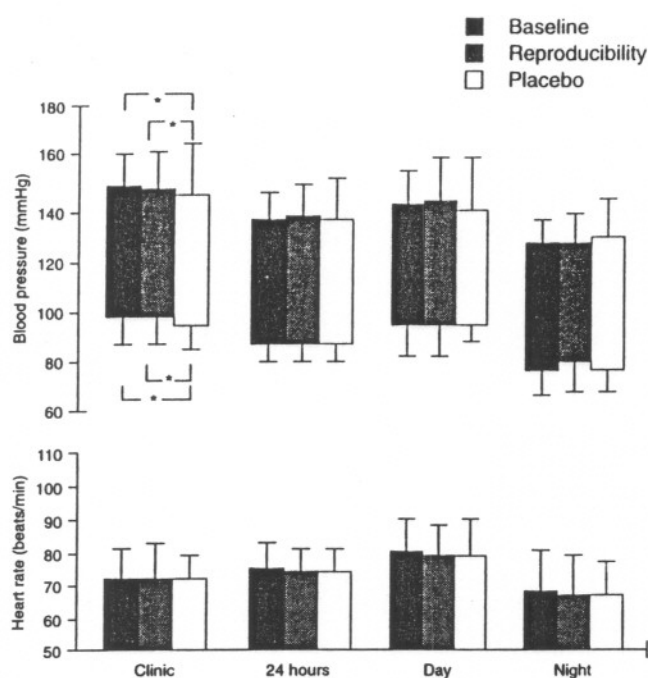 Baseline
Reproducibility
Placebo
180
160
140
130
100
80
60
Blood pressure (mmHg)
*
*
*
*
110
100
90
80
70
60
50
Heart rate (beats/min)
Clinic
24 hours
Day
Night